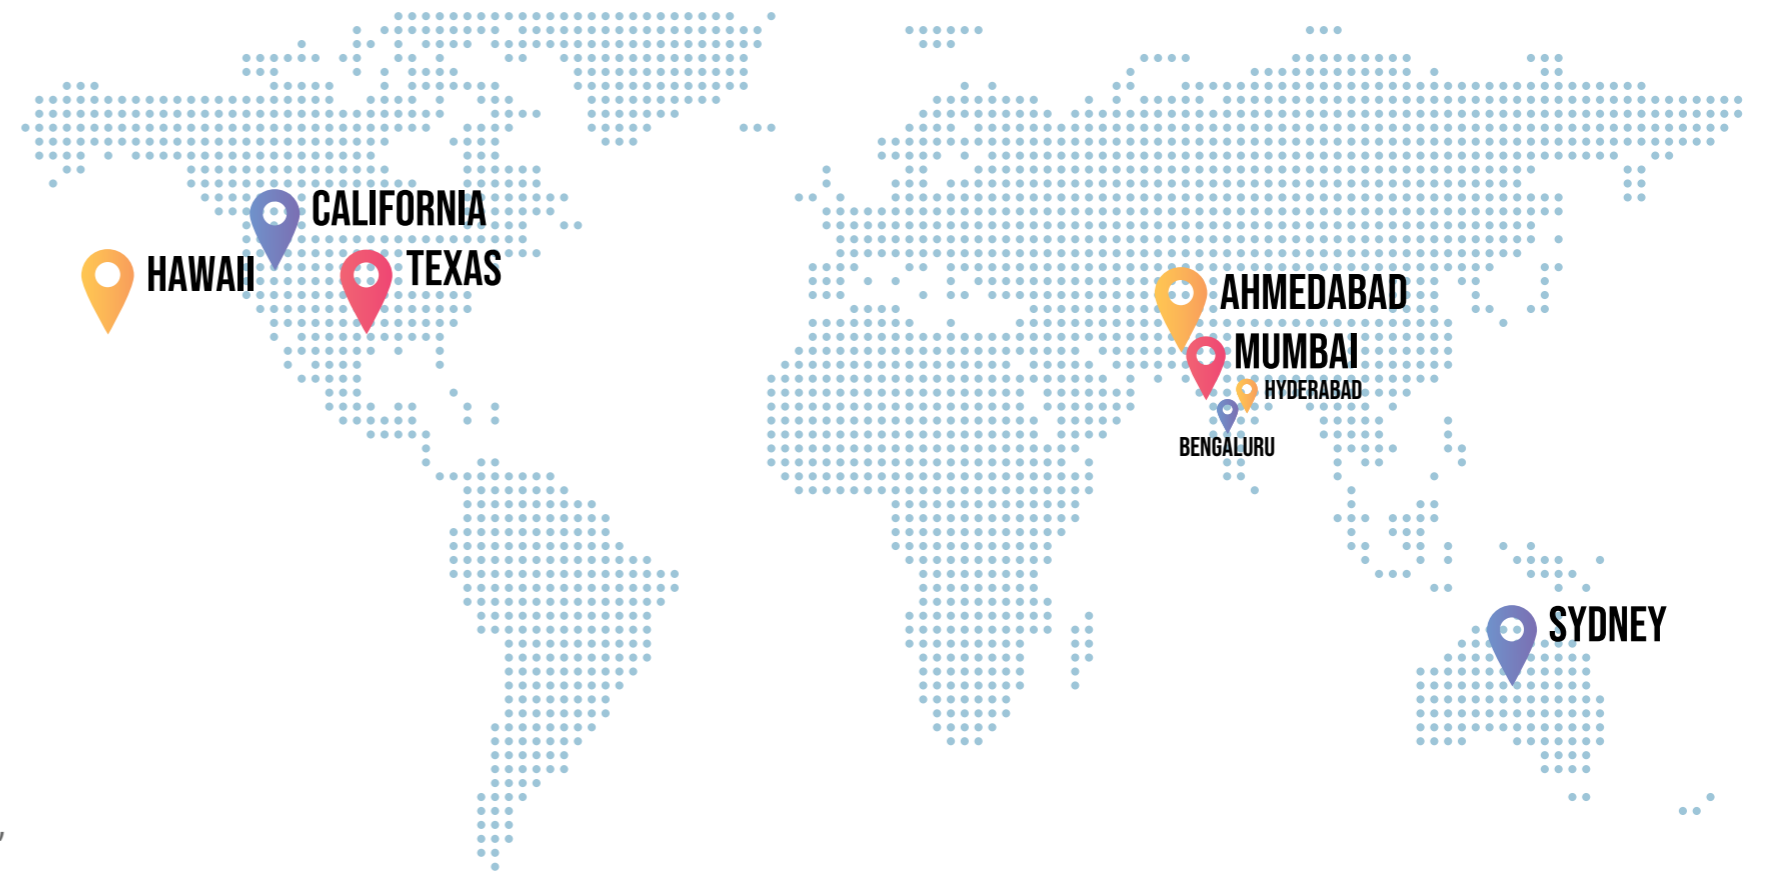 CALIFORNIA
HAWAII
TEXAS
AHMEDABAD
MUMBAI
HYDERABAD
BENGALURU
SYDNEY